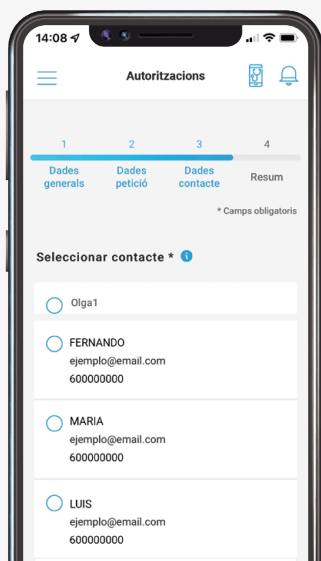 14:08
Autoritzacions
1
2
3
4
Dades generals
Dades petició
Dades contacte
Resum
* Camps obligatoris
Seleccionar contacte *
Olga1
FERNANDO
ejemplo@email.com
600000000
MARIA
ejemplo@email.com
600000000
LUIS
ejemplo@email.com
600000000